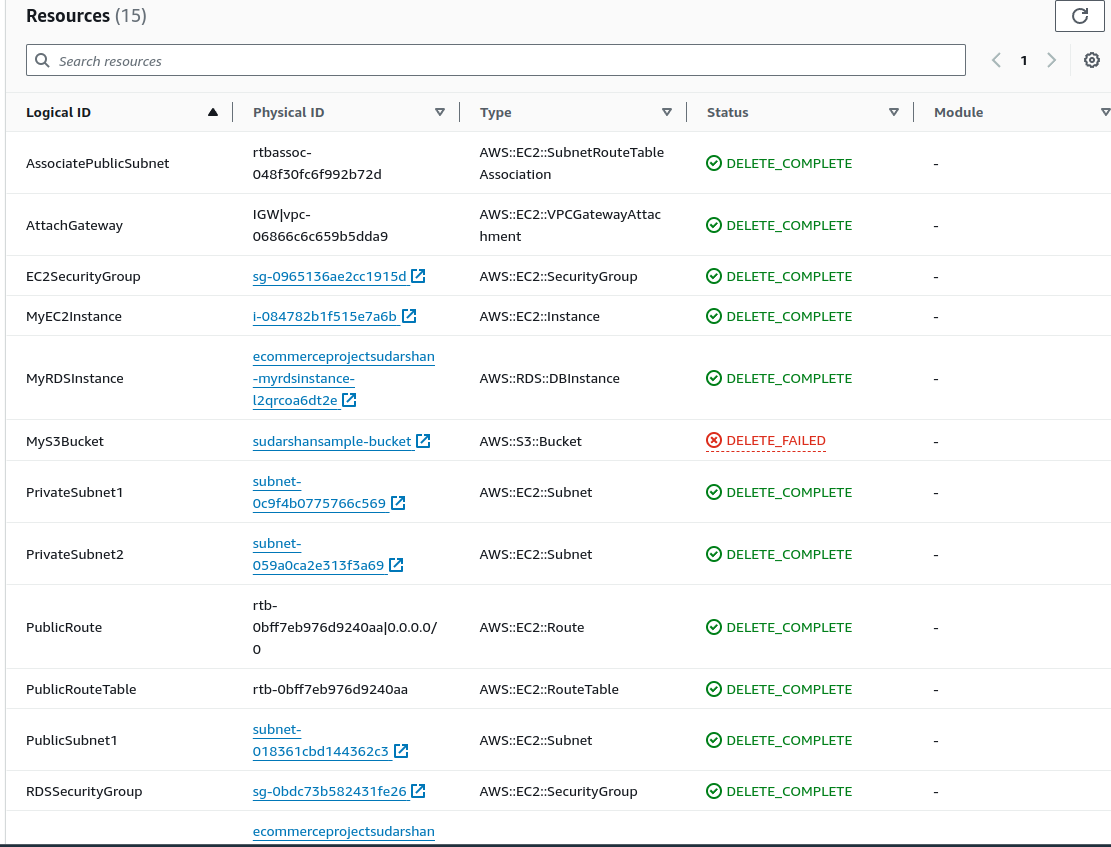 Resources (15)
Search resources
1
Logical ID Physical ID Type Status Module
AssociatePublicSubnet rtbassoc-
048f30fc6f992b72d AWS::EC2::SubnetRouteTable
Association DELETE_COMPLETE -
AttachGateway IGW|vpc-
06866c6c659b5dda9 AWS::EC2::VPCGatewayAttac
hment DELETE_COMPLETE -
EC2SecurityGroup sg-0965136ae2cc1915d AWS::EC2::SecurityGroup DELETE_COMPLETE -
MyEC2Instance i-084782b1f515e7a6b AWS::EC2::Instance DELETE_COMPLETE -
MyRDSInstance ecommerceprojectsudarshan
-myrdsinstance-
l2qrcoa6dt2e AWS::RDS::DBInstance DELETE_COMPLETE -
MyS3Bucket sudarshansample-bucket AWS::S3::Bucket DELETE_FAILED -
PrivateSubnet1 subnet-
0c9f4b0775766c569 AWS::EC2::Subnet DELETE_COMPLETE -
PrivateSubnet2 subnet-
059a0ca2e313f3a69 AWS::EC2::Subnet DELETE_COMPLETE -
PublicRoute rtb-
0bff7eb976d9240aa|0.0.0.0/
0 AWS::EC2::Route DELETE_COMPLETE -
PublicRouteTable rtb-0bff7eb976d9240aa AWS::EC2::RouteTable DELETE_COMPLETE -
PublicSubnet1 subnet-
018361cbd144362c3 AWS::EC2::Subnet DELETE_COMPLETE -
RDSSecurityGroup sg-0bdc73b582431fe26 AWS::EC2::SecurityGroup DELETE_COMPLETE -
ecommerceprojectsudarshan